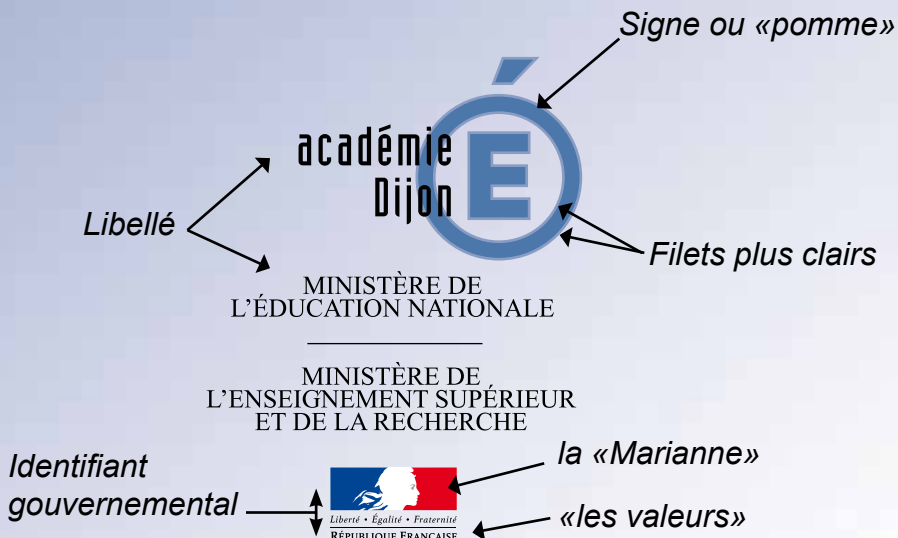 Signe ou «pomme»
académie
Dijon
É
Libellé
Filets plus clairs
MINISTÈRE DE
L'ÉDUCATION NATIONALE
MINISTÈRE DE
L'ENSEIGNEMENT SUPÉRIEUR
ET DE LA RECHERCHE
Identifiant
gouvernemental
la «Marianne»
Liberté • Égalité • Fraternité
RÉPUBLIQUE FRANÇAISE
«les valeurs»